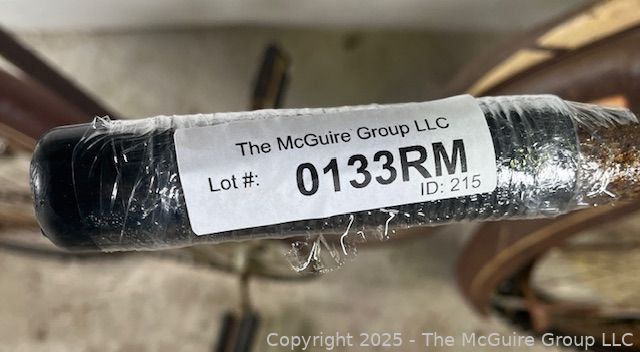 The McGuire Group LLC
Lot #: 0133RM
ID: 215
Copyright 2025 - The McGuire Group LLC